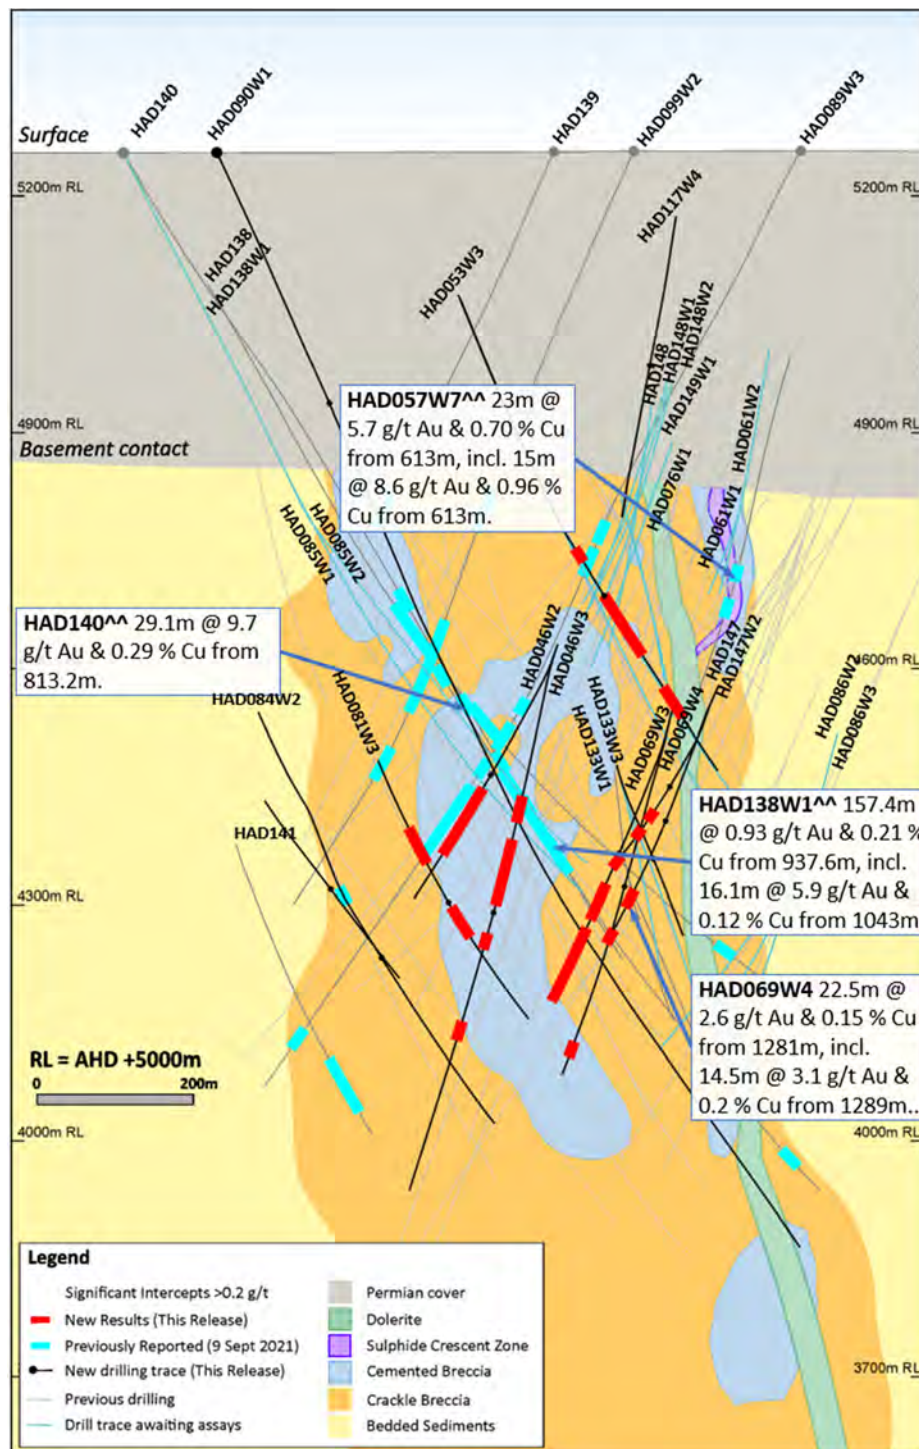 HAD140
HAD090W1
HAD139
HAD099W2
HAD089W3
Surface
5200m RL
5200m RL
HAD117W4
HAD138
HAD138W1
HAD053W3
HAD148
HAD148W1
HAD148W2
HAD149W1
HAD057W7^^ 23m @
5.7 g/t Au & 0.70 % Cu
from 613m, incl. 15m
@ 8.6 g/t Au & 0.96 %
Cu from 613m.
4900m RL
4900m RL
Basement contact
HAD061W2
HAD076W1
HAD061W1
HAD085W1
HAD085W2
HAD140^^ 29.1m @ 9.7
g/t Au & 0.29 % Cu from
813.2m.
HAD046W2
HAD046W3
HAD147
HAD147W2
4600m RL
HAD084W2
HAD081W3
HAD133W3
HAD133W1
HAD069W3
HAD069W4
HAD086W2
HAD086W3
HAD141
HAD138W1^^ 157.4m
@ 0.93 g/t Au & 0.21 %
Cu from 937.6m, incl.
16.1m @ 5.9 g/t Au &
0.12 % Cu from 1043m
4300m RL
HAD069W4 22.5m @
2.6 g/t Au & 0.15 % Cu
from 1281m, incl.
14.5m @ 3.1 g/t Au &
0.2 % Cu from 1289m..
RL = AHD +5000m
0
200m
4000m RL
4000m RL
Legend
Significant Intercepts >0.2 g/t
New Results (This Release)
Previously Reported (9 Sept 2021)
New drilling trace (This Release)
Previous drilling
Drill trace awaiting assays
Permian cover
Dolerite
Sulphide Crescent Zone
Cemented Breccia
Crackle Breccia
Bedded Sediments
3700m RL